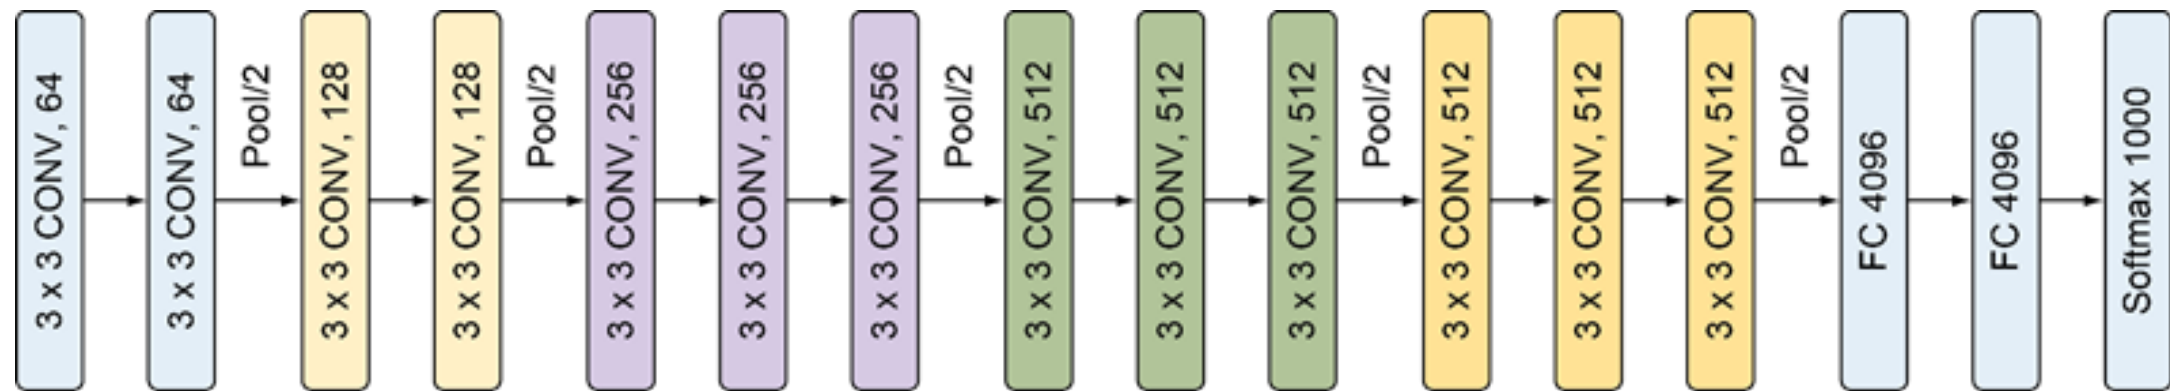 3 x 3 CONV, 64
3 x 3 CONV, 64
Pool/2
3 x 3 CONV, 128
3 x 3 CONV, 128
Pool/2
3 x 3 CONV, 256
3 x 3 CONV, 256
3 x 3 CONV, 256
Pool/2
3 x 3 CONV, 512
3 x 3 CONV, 512
3 x 3 CONV, 512
Pool/2
3 x 3 CONV, 512
3 x 3 CONV, 512
3 x 3 CONV, 512
Pool/2
FC 4096
FC 4096
Softmax 1000